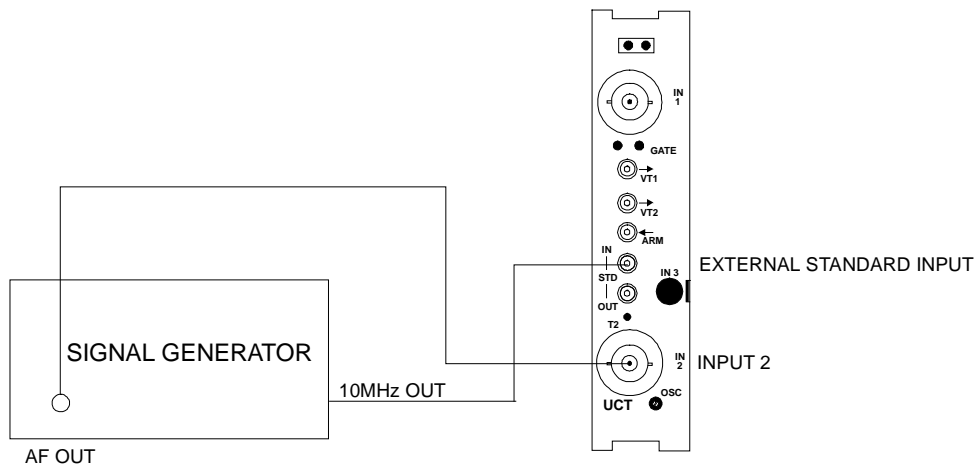 IN
1
GATE
VT1
VT2
ARM
IN
STD
OUT
IN 3
EXTERNAL STANDARD INPUT
T2
SIGNAL GENERATOR
IN
2
INPUT 2
10MHz OUT
OSC
UCT
AF OUT